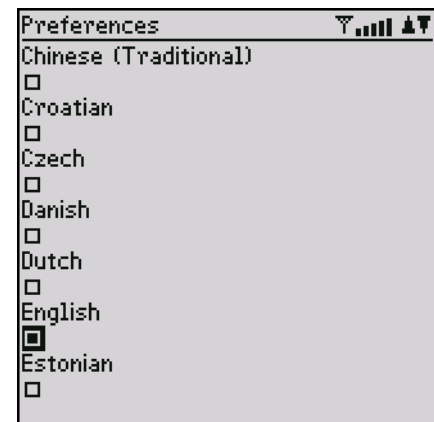 Preferences
Chinese (Traditional)
Croatian
Czech
Danish
Dutch
English
Estonian